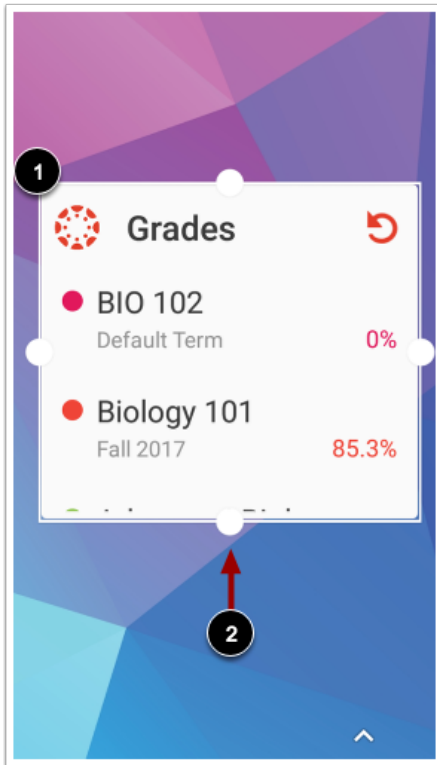 1
Grades
BIO 102
Default Term 0%
Biology 101
Fall 2017 85.3%
2